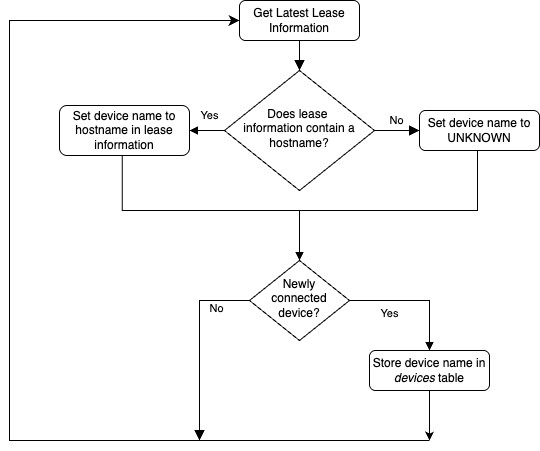 Get Latest Lease
Information
Does lease
information contain a
hostname?
Yes
No
Set device name to
hostname in lease
information
Set device name to
UNKNOWN
Newly
connected
device?
No
Yes
Store device name in
devices table